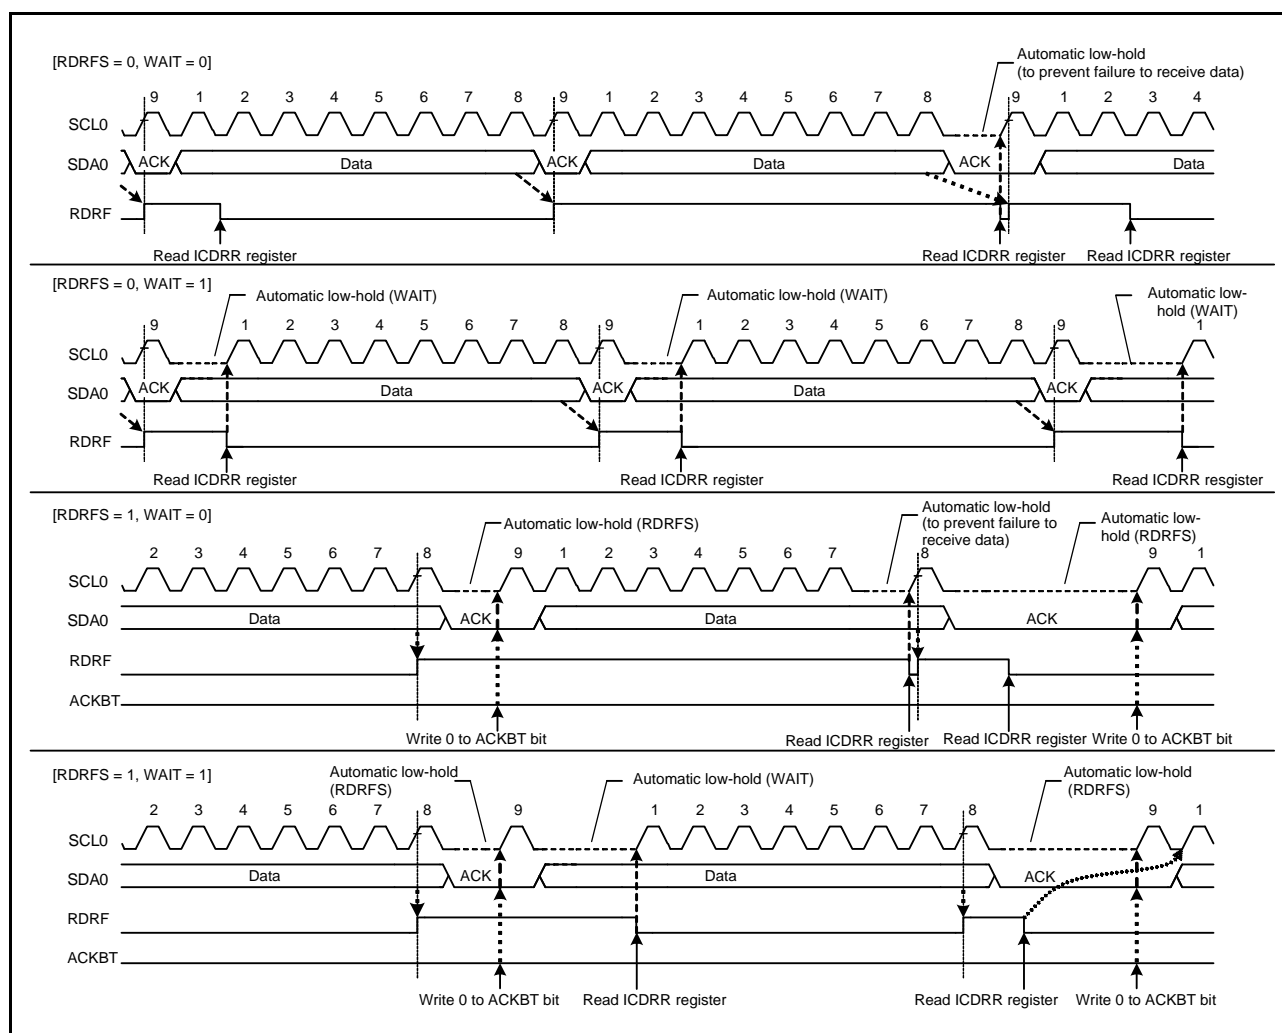 [RDRFS = 0, WAIT = 0]
Automatic low-hold
(to prevent failure to receive data)
9 1 2 3 4 5 6 7 8 9 1 2 3 4 5 6 7 8 9 1 2 3 4
SCL0
SDA0 ACK Data ACK Data ACK Data
RDRF
Read ICDRR register Read ICDRR register Read ICDRR register
[RDRFS = 0, WAIT = 1]
Automatic low-hold (WAIT) Automatic low-hold (WAIT) Automatic low-
hold (WAIT)
9 1 2 3 4 5 6 7 8 9 1 2 3 4 5 6 7 8 9 1
SCL0
SDA0 ACK Data ACK Data ACK
RDRF
Read ICDRR register Read ICDRR register Read ICDRR resgister
[RDRFS = 1, WAIT = 0]
Automatic low-hold (RDRFS) Automatic low-hold
(to prevent failure to
receive data)
Automatic low-
hold (RDRFS)
2 3 4 5 6 7 8 9 1 2 3 4 5 6 7 8 9 1
SCL0
SDA0 Data ACK Data ACK
RDRF
ACKBT
Write 0 to ACKBT bit Read ICDRR register Read ICDRR register Write 0 to ACKBT bit
[RDRFS = 1, WAIT = 1]
Automatic low-hold
(RDRFS)
Automatic low-hold (WAIT)
Automatic low-hold
(RDRFS)
2 3 4 5 6 7 8 9 1 2 3 4 5 6 7 8 9 1
SCL0
SDA0 Data ACK Data ACK
RDRF
ACKBT
Write 0 to ACKBT bit Read ICDRR register Read ICDRR register Write 0 to ACKBT bit